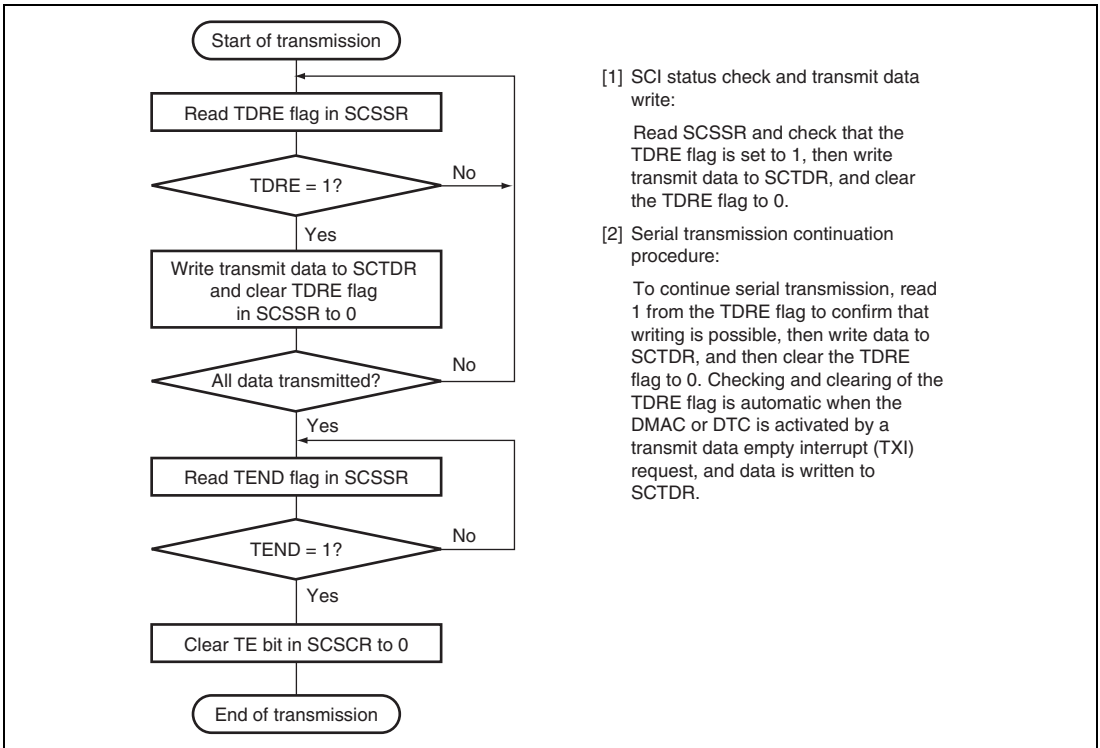 Start of transmission
Read TDRE flag in SCSSR
TDRE = 1?
No
Yes
Write transmit data to SCTDR
and clear TDRE flag
in SCSSR to 0
All data transmitted?
No
Yes
Read TEND flag in SCSSR
TEND = 1?
No
Yes
Clear TE bit in SCSCR to 0
End of transmission
[1] SCI status check and transmit data
write:
Read SCSSR and check that the
TDRE flag is set to 1, then write
transmit data to SCTDR, and clear
the TDRE flag to 0.
[2] Serial transmission continuation
procedure:
To continue serial transmission, read
1 from the TDRE flag to confirm that
writing is possible, then write data to
SCTDR, and then clear the TDRE
flag to 0. Checking and clearing of the
TDRE flag is automatic when the
DMAC or DTC is activated by a
transmit data empty interrupt (TXI)
request, and data is written to
SCTDR.